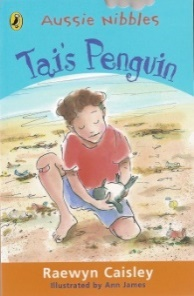 Aussie Nibbles
Tai's Penguin
Raewyn Caisley
Illustrated by Ann James